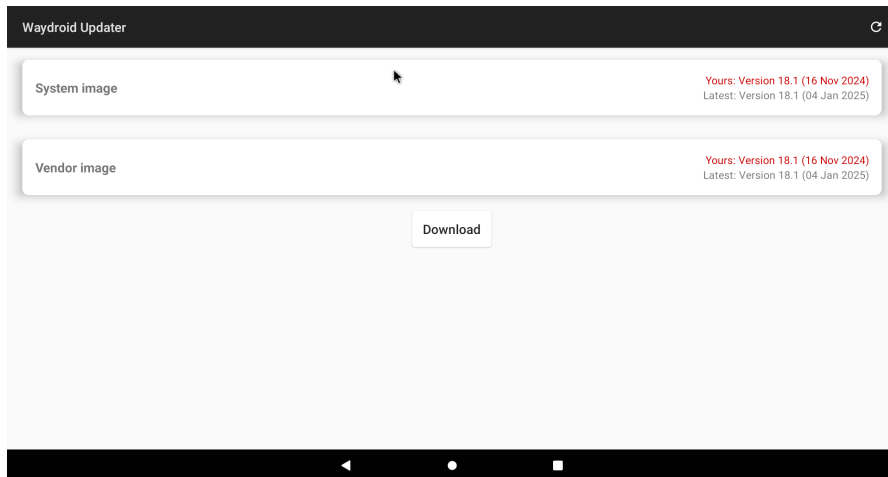 Waydroid Updater
System image
Yours: Version 18.1 (16 Nov 2024)
Latest: Version 18.1 (04 Jan 2025)
Vendor image
Yours: Version 18.1 (16 Nov 2024)
Latest: Version 18.1 (04 Jan 2025)
Download